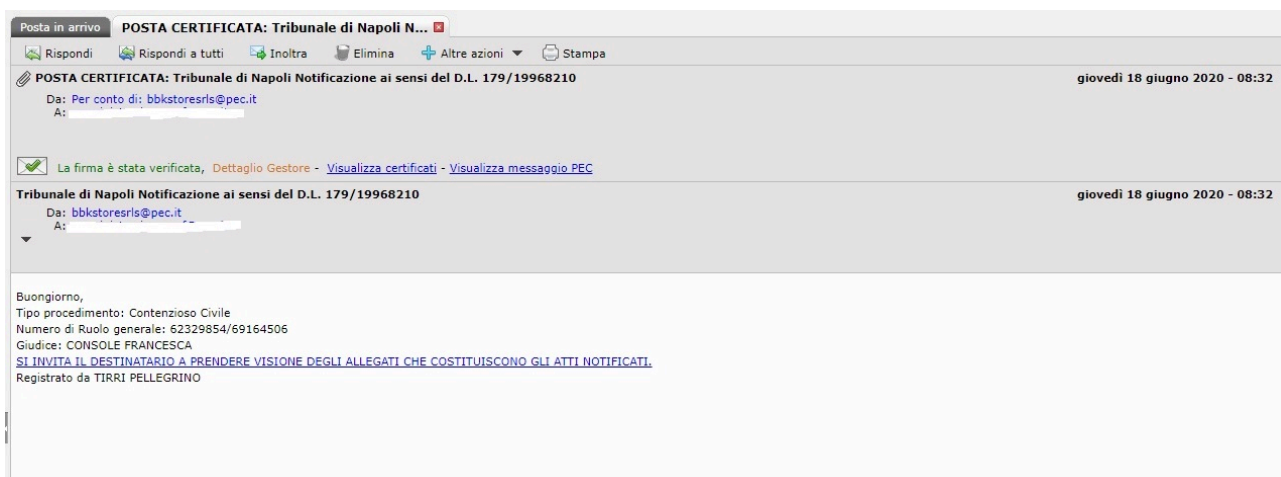 Posta in arrivo POSTA CERTIFICATA: Tribunale di Napoli N...
Rispondi Rispondi a tutti Inoltra Elimina Altre azioni Stampa
POSTA CERTIFICATA: Tribunale di Napoli Notificazione ai sensi del D.L. 179/19968210 giovedì 18 giugno 2020 - 08:32
Da: Per conto di: bbkstoresrls@pec.it
A:
La firma è stata verificata, Dettaglio Gestore - Visualizza certificati - Visualizza messaggio PEC
Tribunale di Napoli Notificazione ai sensi del D.L. 179/19968210 giovedì 18 giugno 2020 - 08:32
Da: bbkstoresrls@pec.it
A:
Buongiorno,
Tipo procedimento: Contenzioso Civile
Numero di Ruolo generale: 62329854/69164506
Giudice: CONSOLE FRANCESCA
SI INVITA IL DESTINATARIO A PRENDERE VISIONE DEGLI ALLEGATI CHE COSTITUISCONO GLI ATTI NOTIFICATI.
Registrato da TIRRI PELLEGRINO